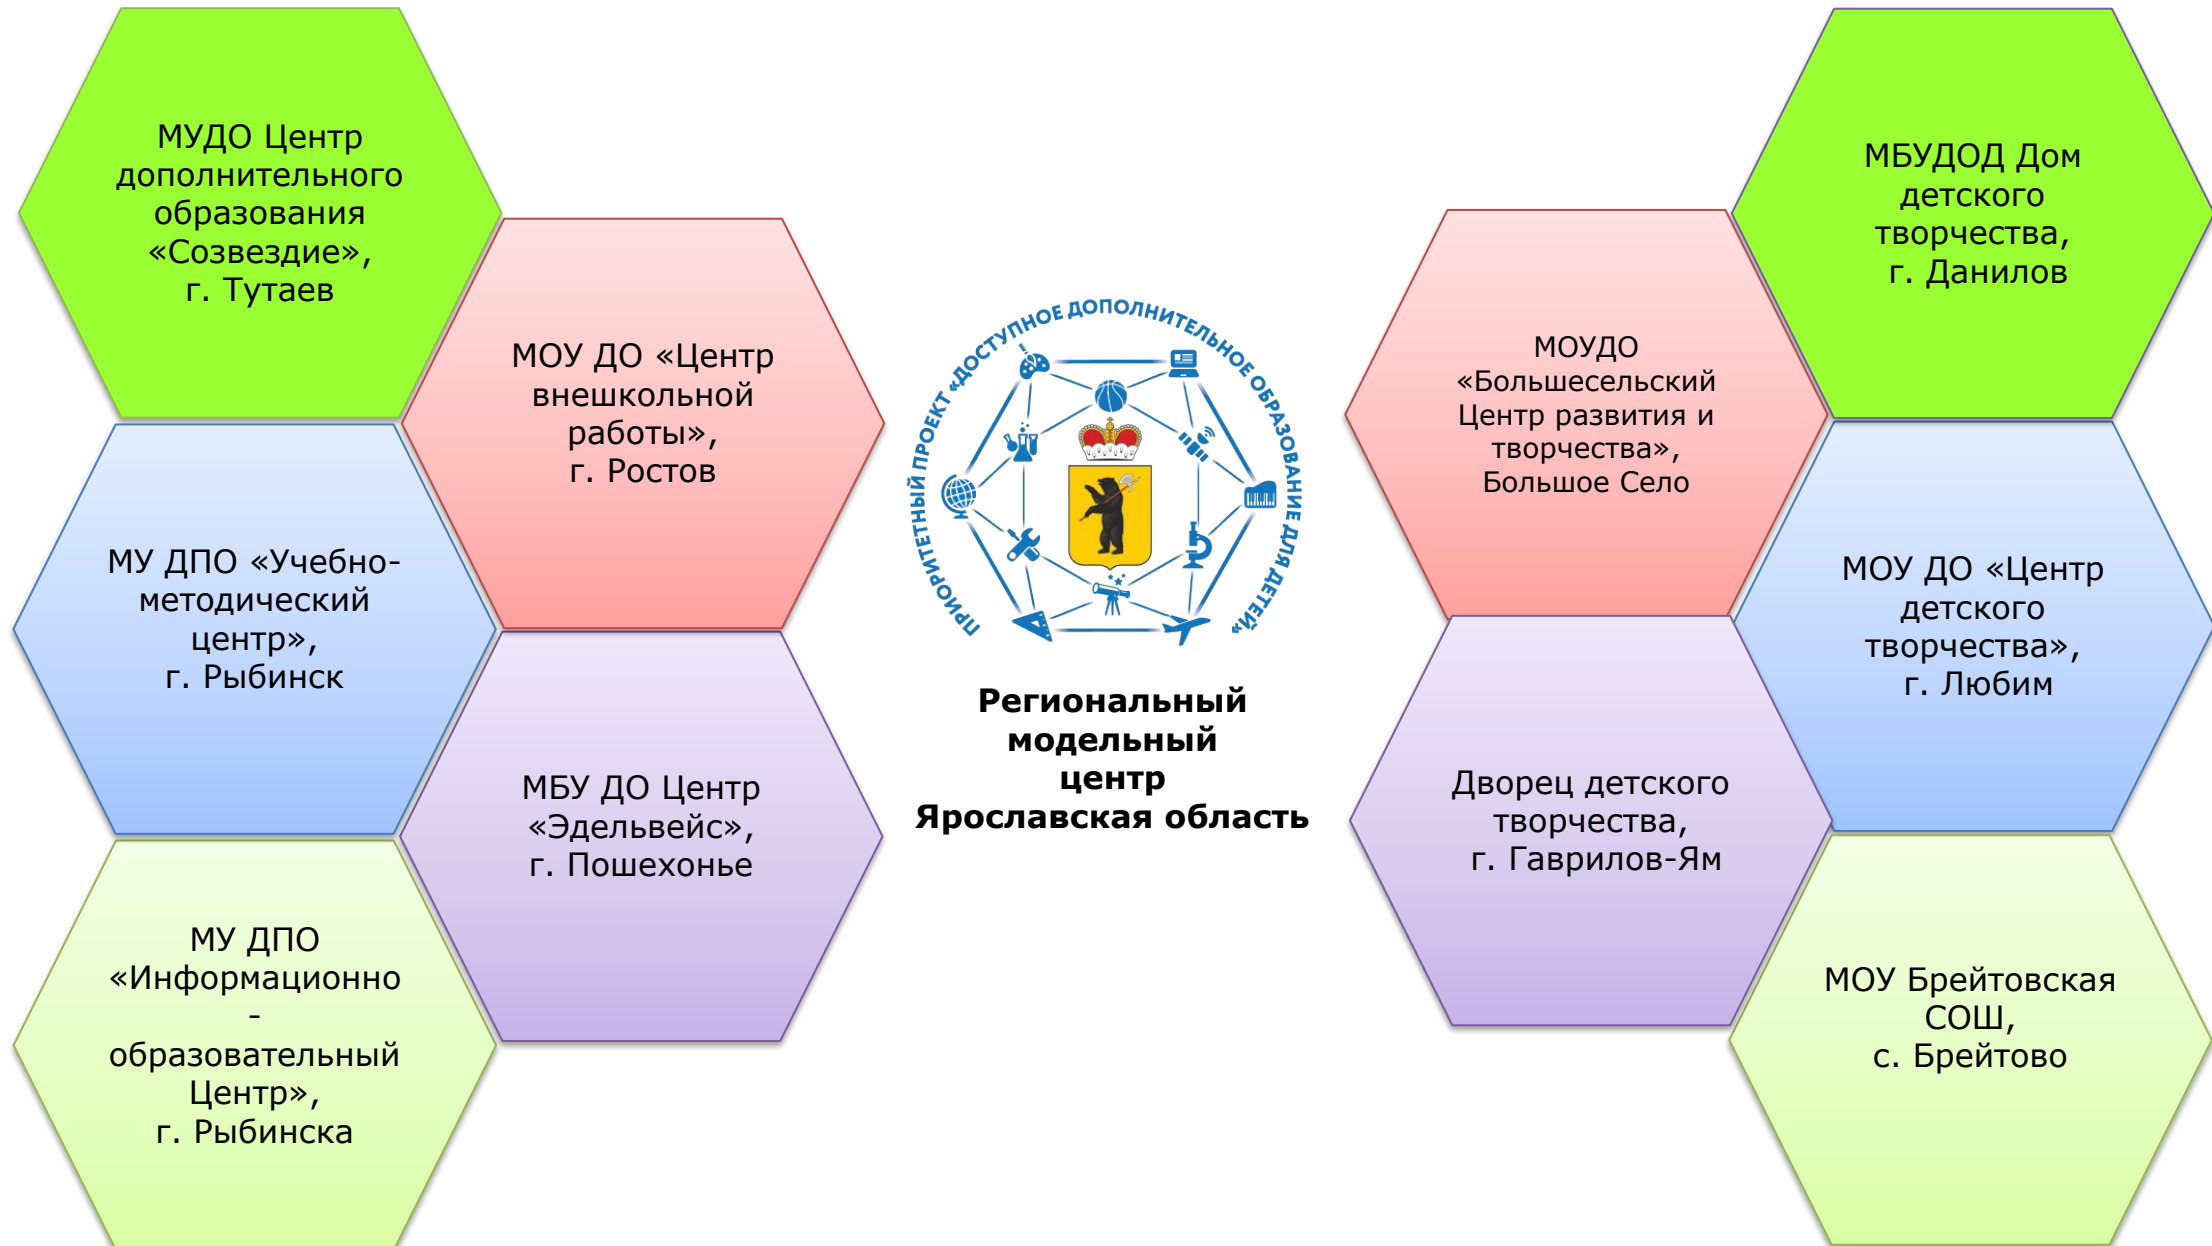 МУДО Центр
дополнительного
образования
«Созвездие»,
г. Тутаев
МОУ ДО «Центр
внешкольной
работы»,
г. Ростов
МУ ДПО «Учебно-
методический
центр»,
г. Рыбинск
МБУ ДО Центр
«Эдельвейс»,
г. Пошехонье
МУ ДПО
«Информационно
-
образовательный
Центр»,
г. Рыбинска
ПРИОРИТЕТНЫЙ ПРОЕКТ «ДОСТУПНОЕ ДОПОЛНИТЕЛЬНОЕ ОБРАЗОВАНИЕ ДЛЯ ДЕТЕЙ»
Региональный
модельный
центр
Ярославская область
МБУДОД Дом
детского
творчества,
г. Данилов
МОУДО
«Большесельский
Центр развития и
творчества»,
Большое Село
МОУ ДО «Центр
детского
творчества»,
г. Любим
Дворец детского
творчества,
г. Гаврилов-Ям
МОУ Брейтовская
СОШ,
с. Брейтово